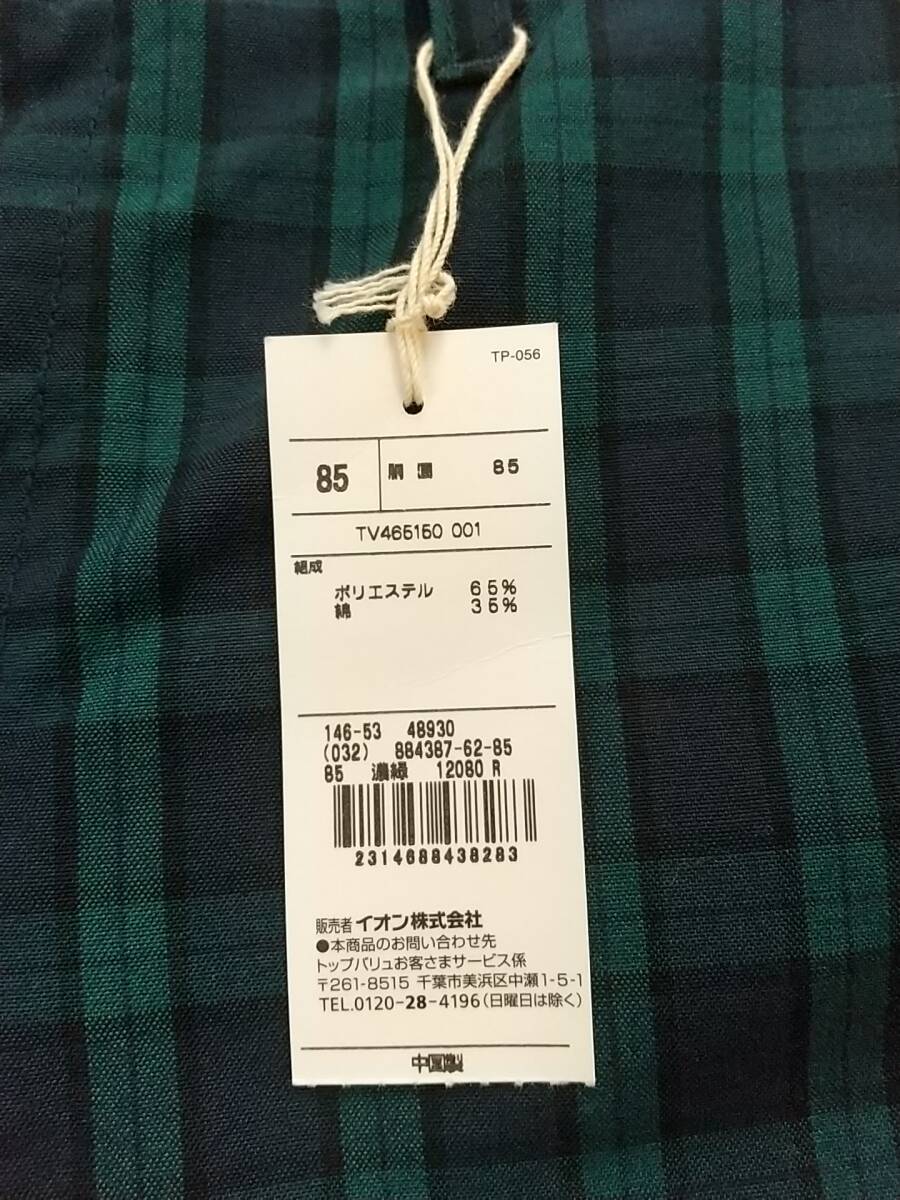 TP-056
85 胴囲 85
TV465150 001
組成
ポリエステル 65%
綿 35%
146-53 48930
(032) 884387-62-85
85 濃緑 12080 R
2314688438283
販売者 イオン株式会社
●本商品のお問い合わせ先
トップバリュお客さまサービス係
〒261-8515 千葉市美浜区中瀬1-5-1
TEL.0120-28-4196(日曜日は除く)
中国製